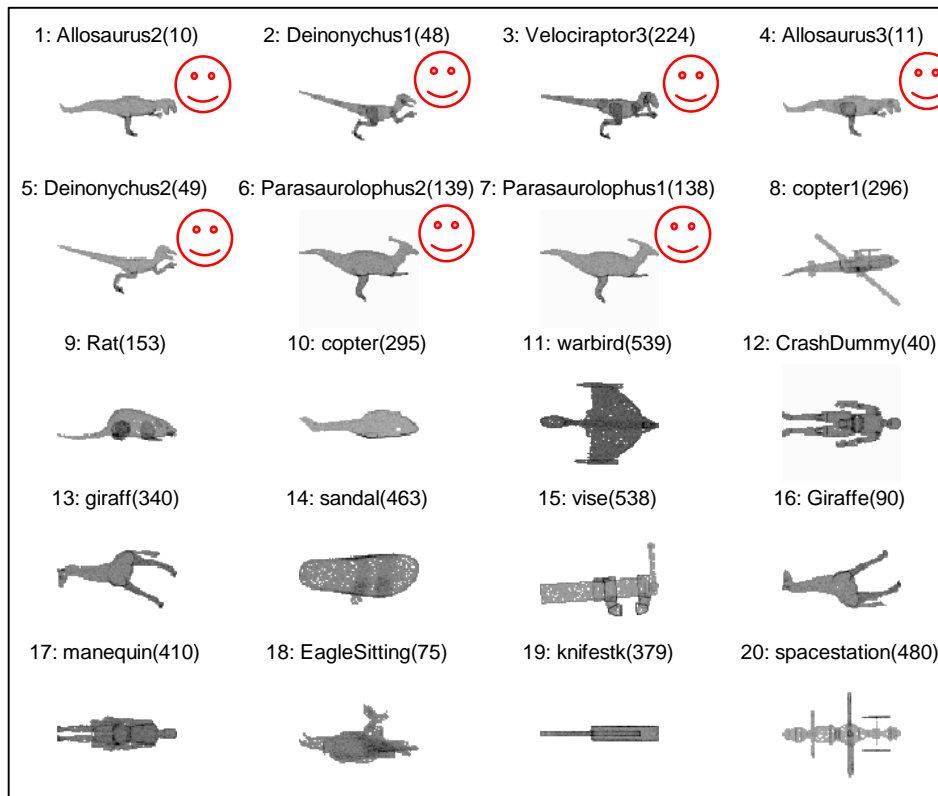 1: Allosaurus2(10) 2: Deinonychus1(48) 3: Velociraptor3(224) 4: Allosaurus3(11)
5: Deinonychus2(49) 6: Parasaurolophus2(139) 7: Parasaurolophus1(138) 8: copter1(296)
9: Rat(153) 10: copter(295) 11: warbird(539) 12: CrashDummy(40)
13: giraff(340) 14: sandal(463) 15: vise(538) 16: Giraffe(90)
17: manequin(410) 18: EagleSitting(75) 19: knifestk(379) 20: spacestation(480)